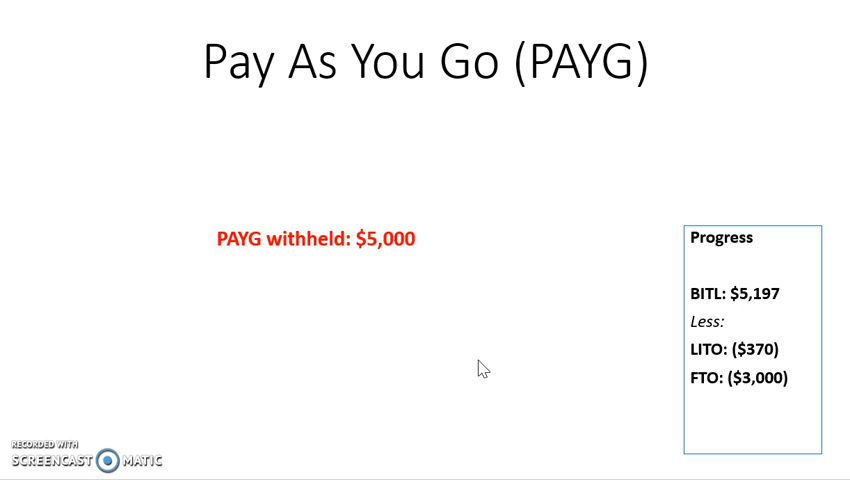 Pay As You Go (PAYG)
PAYG withheld: $5,000
Progress
BITL: $5,197
Less:
LITO: ($370)
FTO: ($3,000)
RECORDED WITH
SCREENCAST MATIC